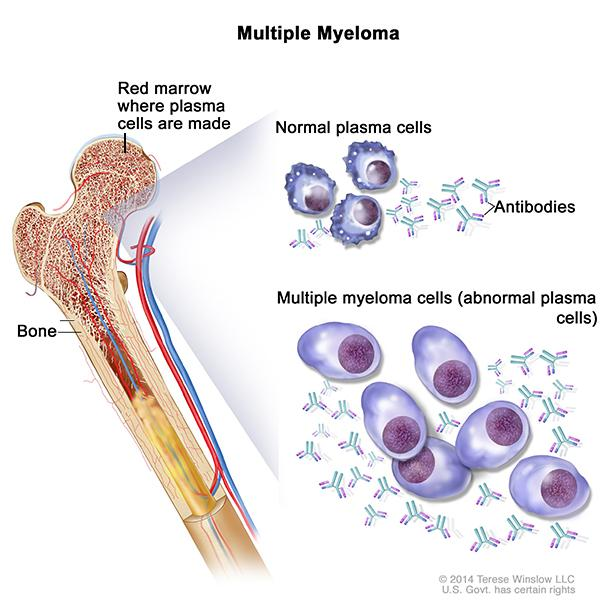 Multiple Myeloma
Red marrow
where plasma
cells are made
Normal plasma cells
Antibodies
Multiple myeloma cells (abnormal plasma
cells)
Bone
© 2014 Terese Winslow LLC
U.S. Govt. has certain rights